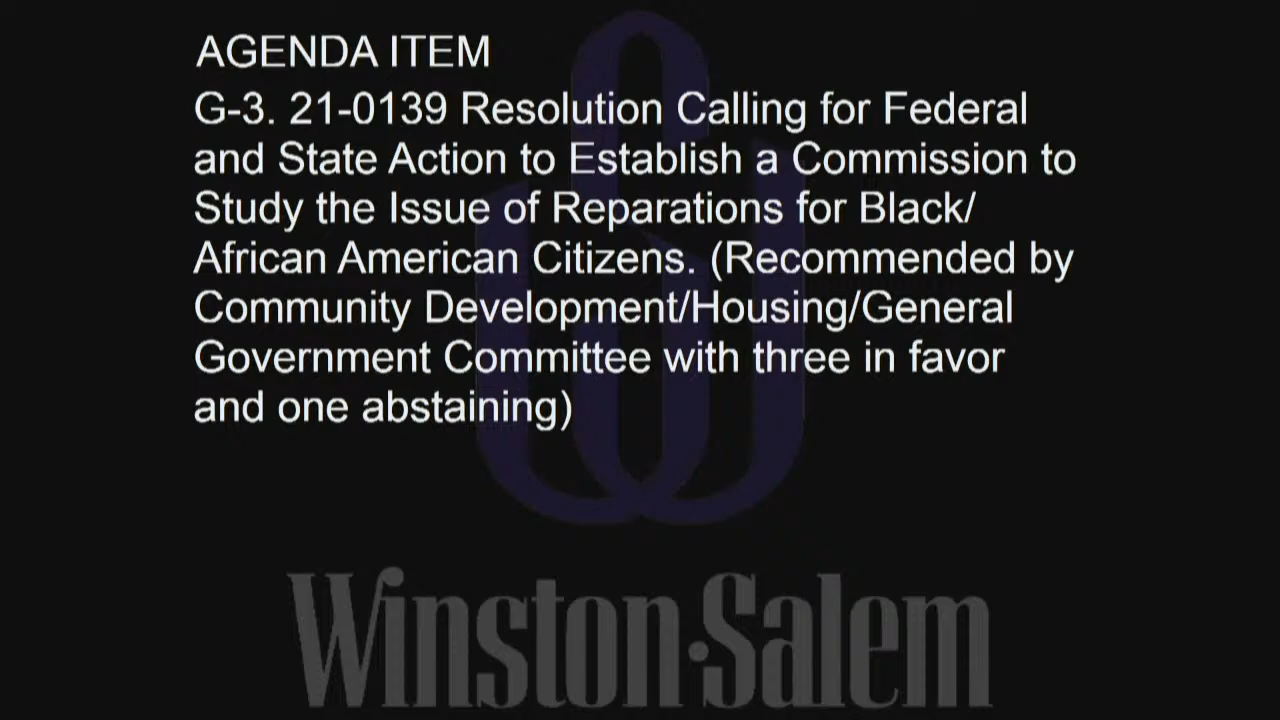 AGENDA ITEM
G-3. 21-0139 Resolution Calling for Federal
and State Action to Establish a Commission to
Study the Issue of Reparations for Black/
African American Citizens. (Recommended by
Community Development/Housing/General
Government Committee with three in favor
and one abstaining)
Winston·Salem